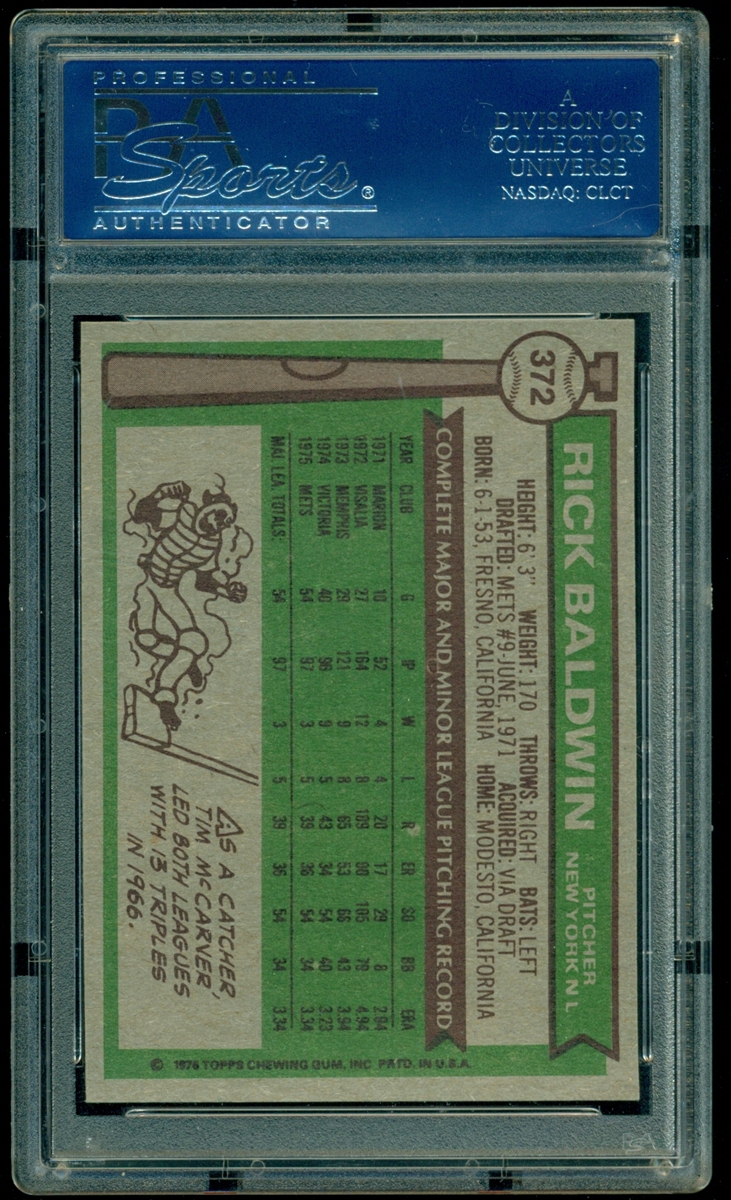 PROFESSIONAL
PSA
Sports®
AUTHENTICATOR
A
DIVISION OF
COLLECTORS
UNIVERSE
NASDAQ: CLCT
372
RICK BALDWIN
PITCHER
NEW YORK N L
HEIGHT: 6' 3" WEIGHT: 170 THROWS: RIGHT BATS: LEFT
DRAFTED: METS #9-JUNE, 1971 ACQUIRED: VIA DRAFT
BORN: 6-1-53, FRESNO, CALIFORNIA HOME: MODESTO, CALIFORNIA
COMPLETE MAJOR AND MINOR LEAGUE PITCHING RECORD
YEAR CLUB G IP W L R ER SO BB ERA
1971 MARION 10 52 4 4 20 17 29 8 2.94
1972 VISALIA 27 164 12 8 109 90 106 79 4.94
1973 MEMPHIS 29 121 9 8 65 53 66 43 3.94
1974 VICTORIA 40 96 9 5 43 34 54 40 3.23
1975 METS 54 97 3 5 39 36 54 34 3.34
MAJ. LEA. TOTALS: 54 97 3 5 39 36 54 34 3.34
AS A CATCHER,
TIM McCARVER,
LED BOTH LEAGUES
WITH 13 TRIPLES
IN 1966.
© 1976 TOPPS CHEWING GUM, INC. PRTD. IN U.S.A.
PSA